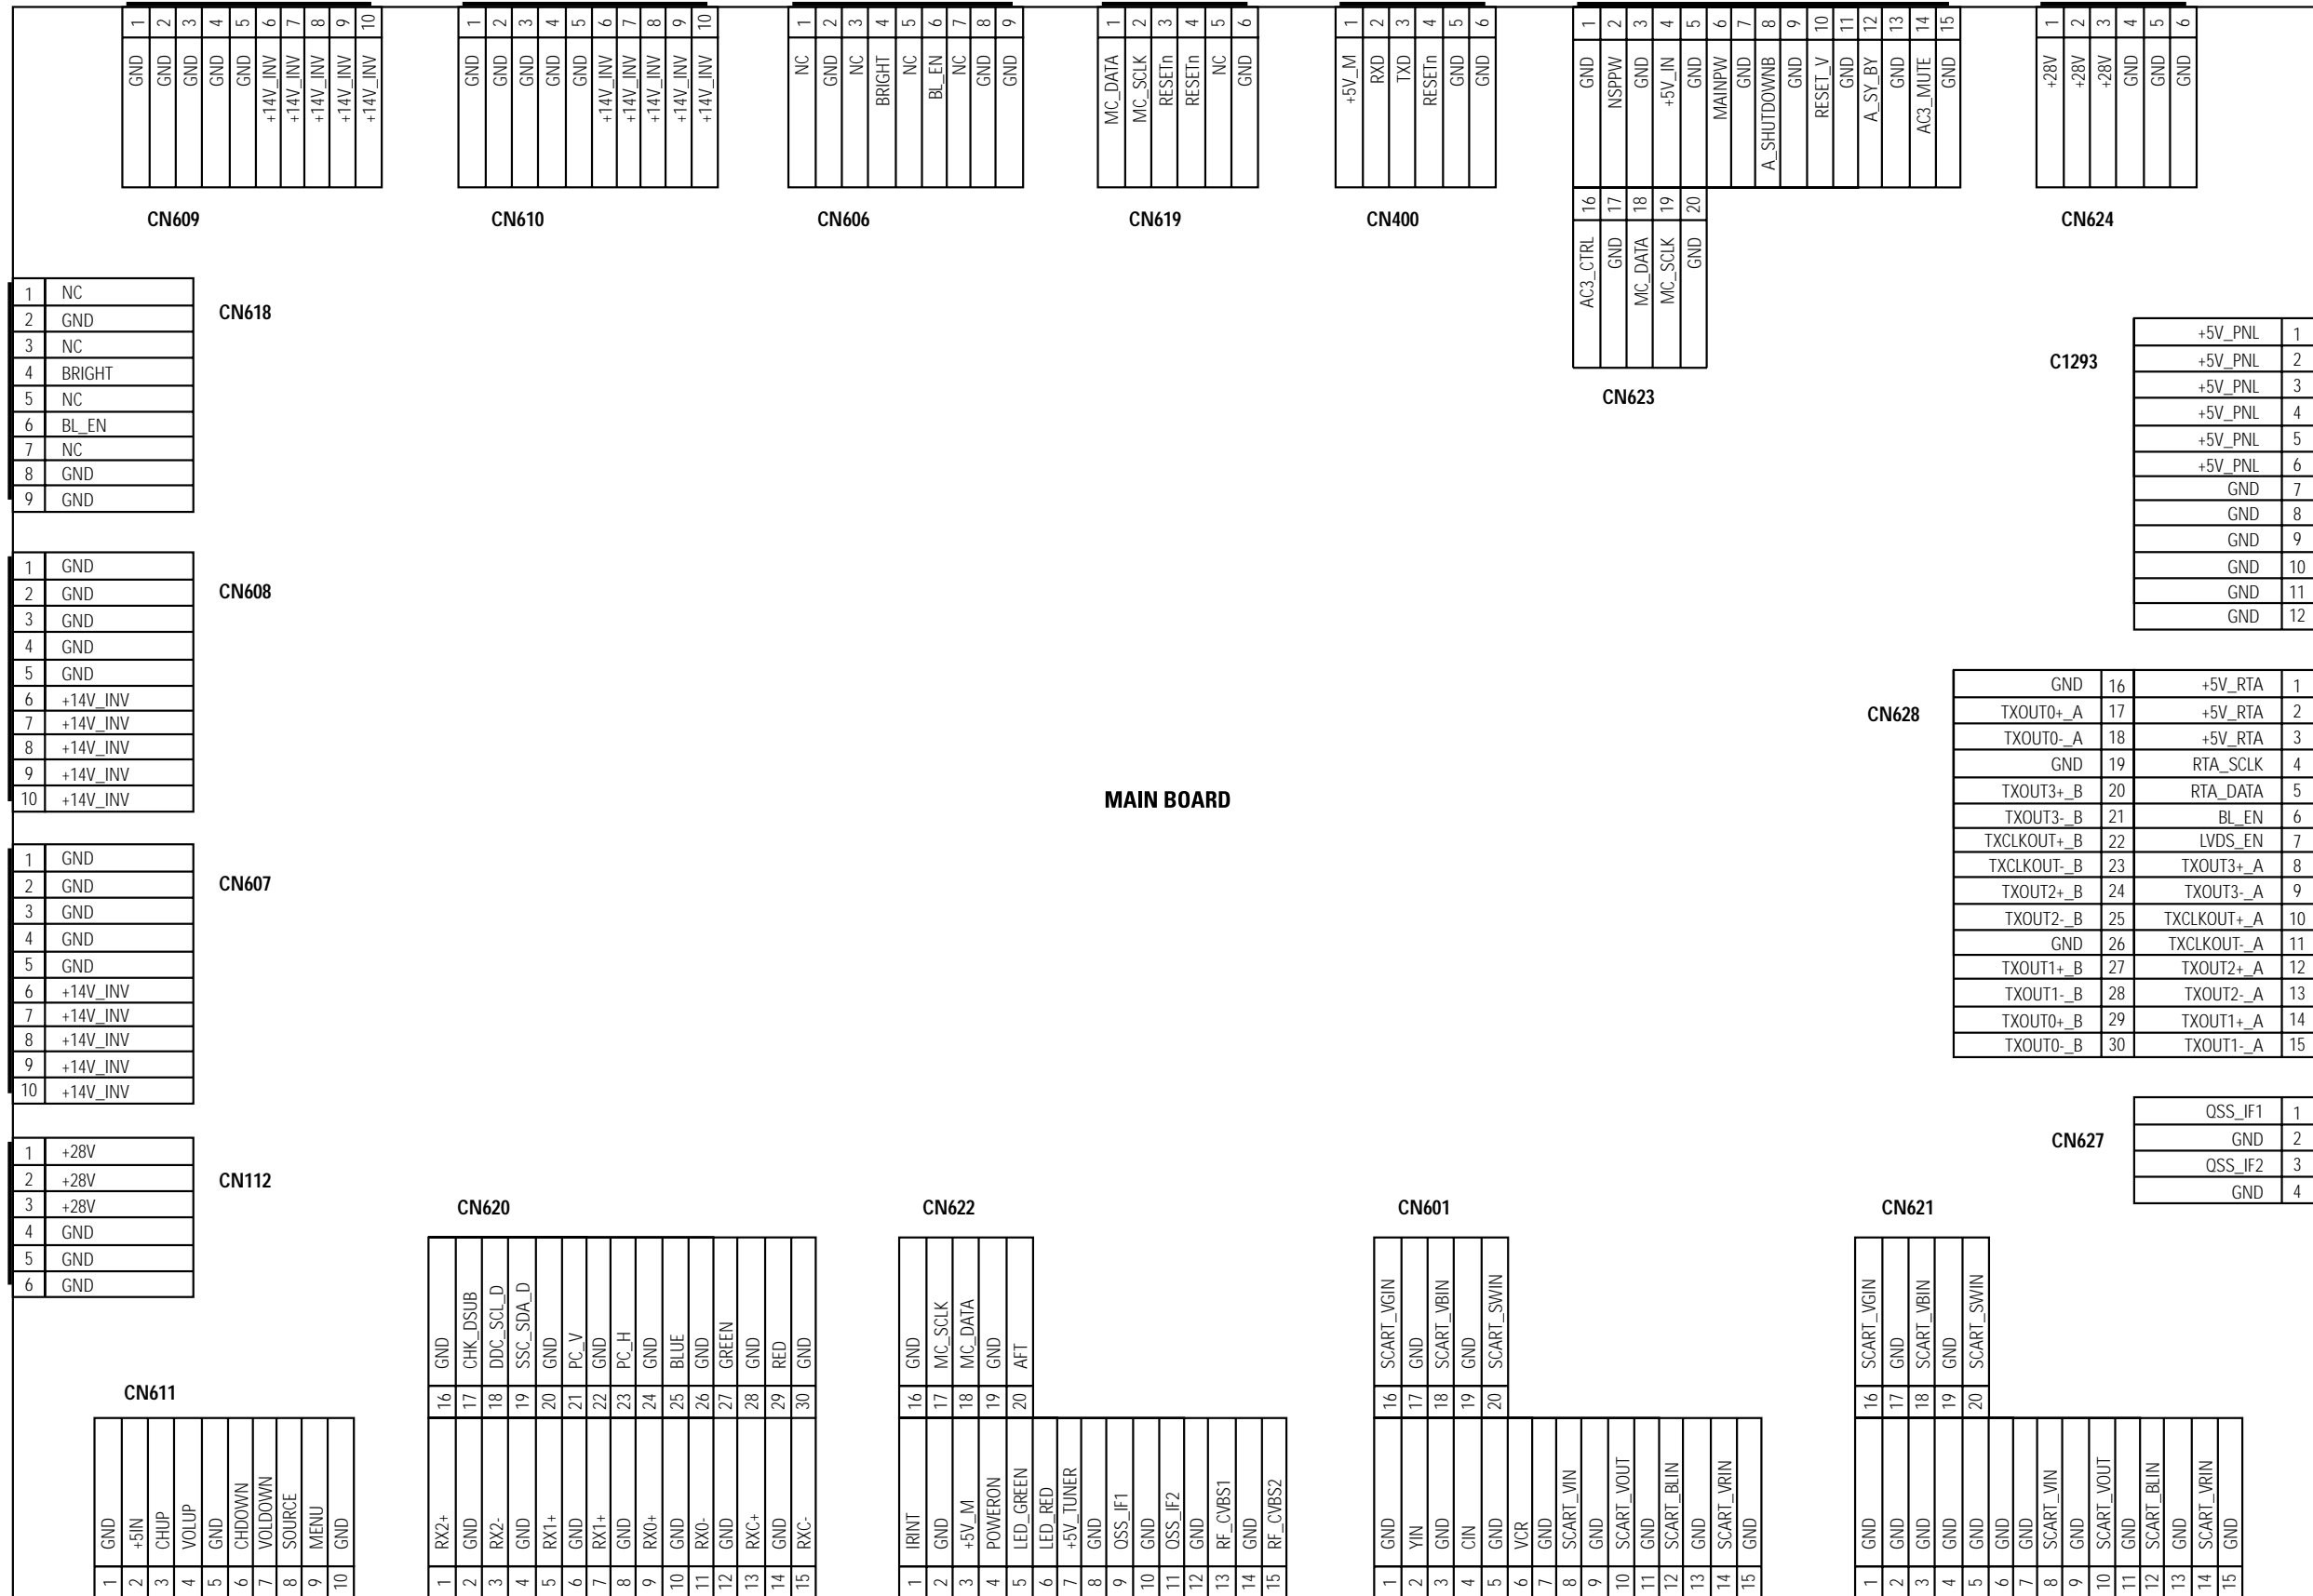 1 GND
2 GND
3 GND
4 GND
5 GND
6 +14V_INV
7 +14V_INV
8 +14V_INV
9 +14V_INV
10 +14V_INV
CN609
1 GND
2 GND
3 GND
4 GND
5 GND
6 +14V_INV
7 +14V_INV
8 +14V_INV
9 +14V_INV
10 +14V_INV
CN610
1 NC
2 GND
3 NC
4 BRIGHT
5 NC
6 BL_EN
7 NC
8 GND
9 GND
CN606
1 MC_DATA
2 MC_SCLK
3 RESETn
4 RESETn
5 NC
6 GND
CN619
1 +5V_M
2 RXD
3 TXD
4 RESETn
5 GND
6 GND
CN400
1 GND
2 NSPPW
3 GND
4 +5V_IN
5 GND
6 MAINPW
7 GND
8 A_SHUTDOWNB
9 GND
10 RESET_V
11 GND
12 A_SY_BY
13 GND
14 AC3_MUTE
15 GND
16 AC3_CTRL
17 GND
18 MC_DATA
19 MC_SCLK
20 GND
CN623
1 +28V
2 +28V
3 +28V
4 GND
5 GND
6 GND
CN624
1 NC
2 GND
3 NC
4 BRIGHT
5 NC
6 BL_EN
7 NC
8 GND
9 GND
CN618
1 GND
2 GND
3 GND
4 GND
5 GND
6 +14V_INV
7 +14V_INV
8 +14V_INV
9 +14V_INV
10 +14V_INV
CN608
1 GND
2 GND
3 GND
4 GND
5 GND
6 +14V_INV
7 +14V_INV
8 +14V_INV
9 +14V_INV
10 +14V_INV
CN607
1 +28V
2 +28V
3 +28V
4 GND
5 GND
6 GND
CN112
MAIN BOARD
C1293
+5V_PNL 1
+5V_PNL 2
+5V_PNL 3
+5V_PNL 4
+5V_PNL 5
+5V_PNL 6
GND 7
GND 8
GND 9
GND 10
GND 11
GND 12
CN628
GND 16 +5V_RTA 1
TXOUT0+_A 17 +5V_RTA 2
TXOUT0-_A 18 +5V_RTA 3
GND 19 RTA_SCLK 4
TXOUT3+_B 20 RTA_DATA 5
TXOUT3-_B 21 BL_EN 6
TXCLKOUT+_B 22 LVDS_EN 7
TXCLKOUT-_B 23 TXOUT3+_A 8
TXOUT2+_B 24 TXOUT3-_A 9
TXOUT2-_B 25 TXCLKOUT+_A 10
GND 26 TXCLKOUT-_A 11
TXOUT1+_B 27 TXOUT2+_A 12
TXOUT1-_B 28 TXOUT2-_A 13
TXOUT0+_B 29 TXOUT1+_A 14
TXOUT0-_B 30 TXOUT1-_A 15
CN627
QSS_IF1 1
GND 2
QSS_IF2 3
GND 4
CN611
1 GND
2 +5IN
3 CHUP
4 VOLUP
5 GND
6 CHDOWN
7 VOLDOWN
8 SOURCE
9 MENU
10 GND
CN620
16 GND
17 CHK_DSUB
18 DDC_SCL_D
19 SSC_SDA_D
20 GND
21 PC_V
22 GND
23 PC_H
24 GND
25 BLUE
26 GND
27 GREEN
28 GND
29 RED
30 GND
1 RX2+
2 GND
3 RX2-
4 GND
5 RX1+
6 GND
7 RX1+
8 GND
9 RX0+
10 GND
11 RX0-
12 GND
13 RXC+
14 GND
15 RXC-
CN622
16 GND
17 MC_SCLK
18 MC_DATA
19 GND
20 AFT
1 IRINT
2 GND
3 +5V_M
4 POWERON
5 LED_GREEN
6 LED_RED
7 +5V_TUNER
8 GND
9 QSS_IF1
10 GND
11 QSS_IF2
12 GND
13 RF_CVBS1
14 GND
15 RF_CVBS2
CN601
16 SCART_VGIN
17 GND
18 SCART_VBIN
19 GND
20 SCART_SWIN
1 GND
2 YIN
3 GND
4 CIN
5 GND
6 VCR
7 GND
8 SCART_VIN
9 GND
10 SCART_VOUT
11 GND
12 SCART_BLIN
13 GND
14 SCART_VRIN
15 GND
CN621
16 SCART_VGIN
17 GND
18 SCART_VBIN
19 GND
20 SCART_SWIN
1 GND
2 GND
3 GND
4 GND
5 GND
6 GND
7 GND
8 SCART_VIN
9 GND
10 SCART_VOUT
11 GND
12 SCART_BLIN
13 GND
14 SCART_VRIN
15 GND